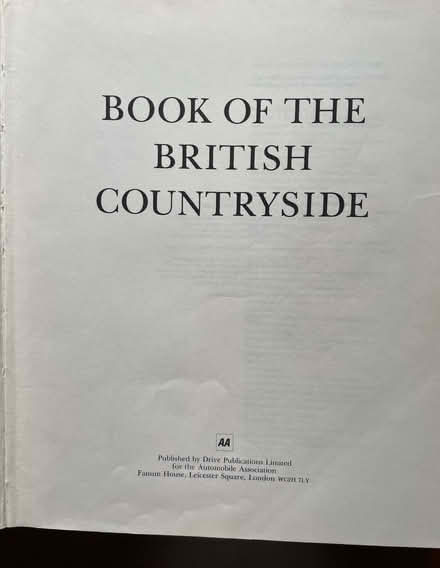 BOOK OF THE
BRITISH
COUNTRYSIDE
AA
Published by Drive Publications Limited
for the Automobile Association
Fanum House, Leicester Square, London WC2H 7LY